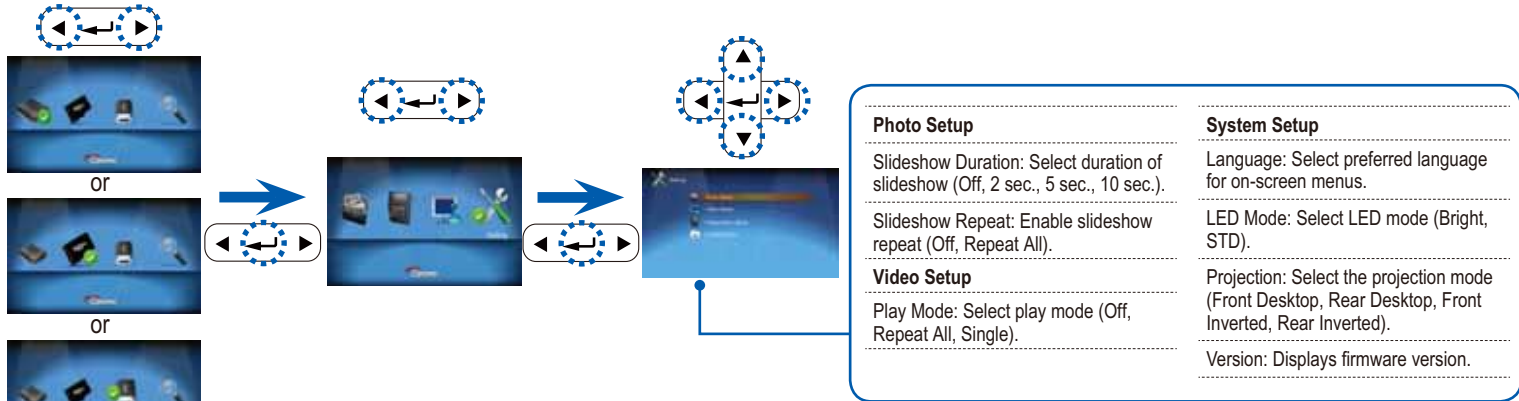 or
or
Photo Setup
Slideshow Duration: Select duration of
slideshow (Off, 2 sec., 5 sec., 10 sec.).
Slideshow Repeat: Enable slideshow
repeat (Off, Repeat All).
Video Setup
Play Mode: Select play mode (Off,
Repeat All, Single).
System Setup
Language: Select preferred language
for on-screen menus.
LED Mode: Select LED mode (Bright,
STD).
Projection: Select the projection mode
(Front Desktop, Rear Desktop, Front
Inverted, Rear Inverted).
Version: Displays firmware version.